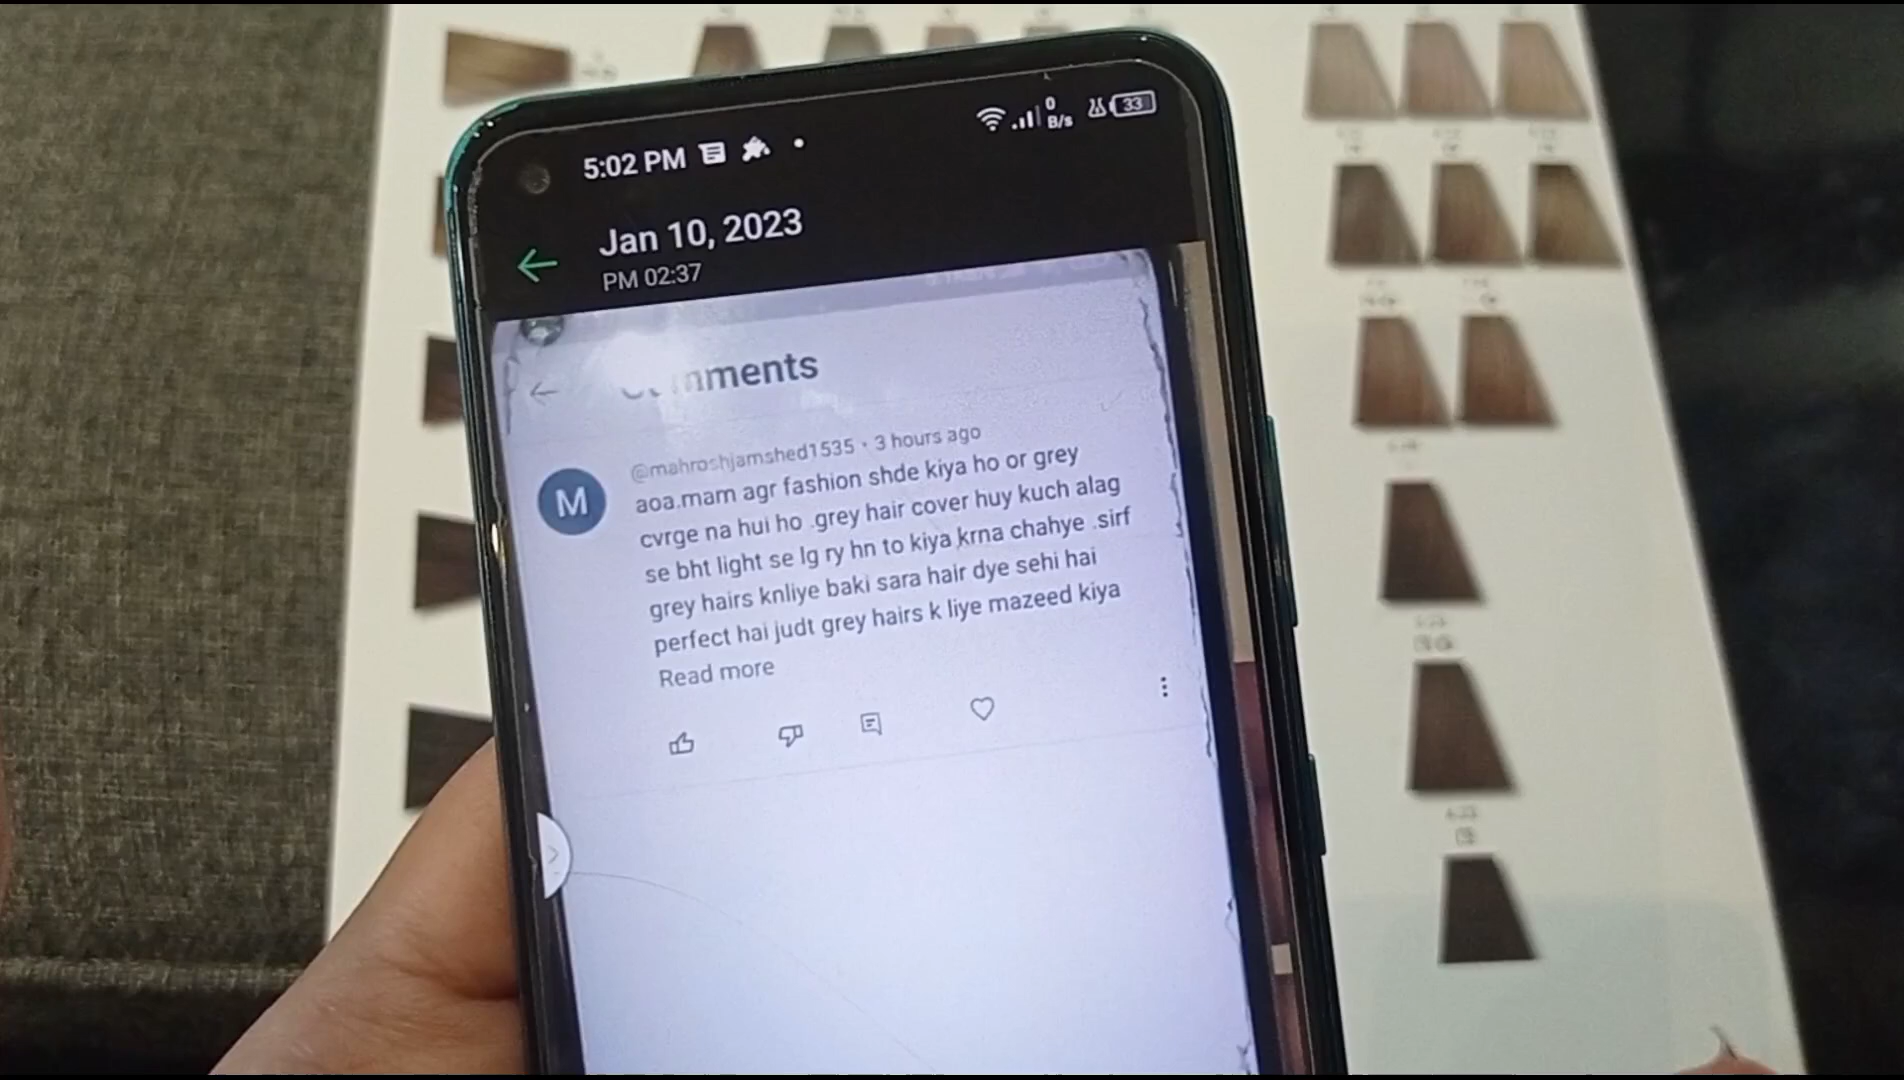 5:02 PM
0
B/s
33
Jan 10, 2023
PM 02:37
mments
@mahroshjamshed1535 · 3 hours ago
M
aoa.mam agr fashion shde kiya ho or grey
cvrge na hui ho .grey hair cover huy kuch alag
se bht light se lg ry hn to kiya krna chahye .sirf
grey hairs knliye baki sara hair dye sehi hai
perfect hai judt grey hairs k liye mazeed kiya
Read more